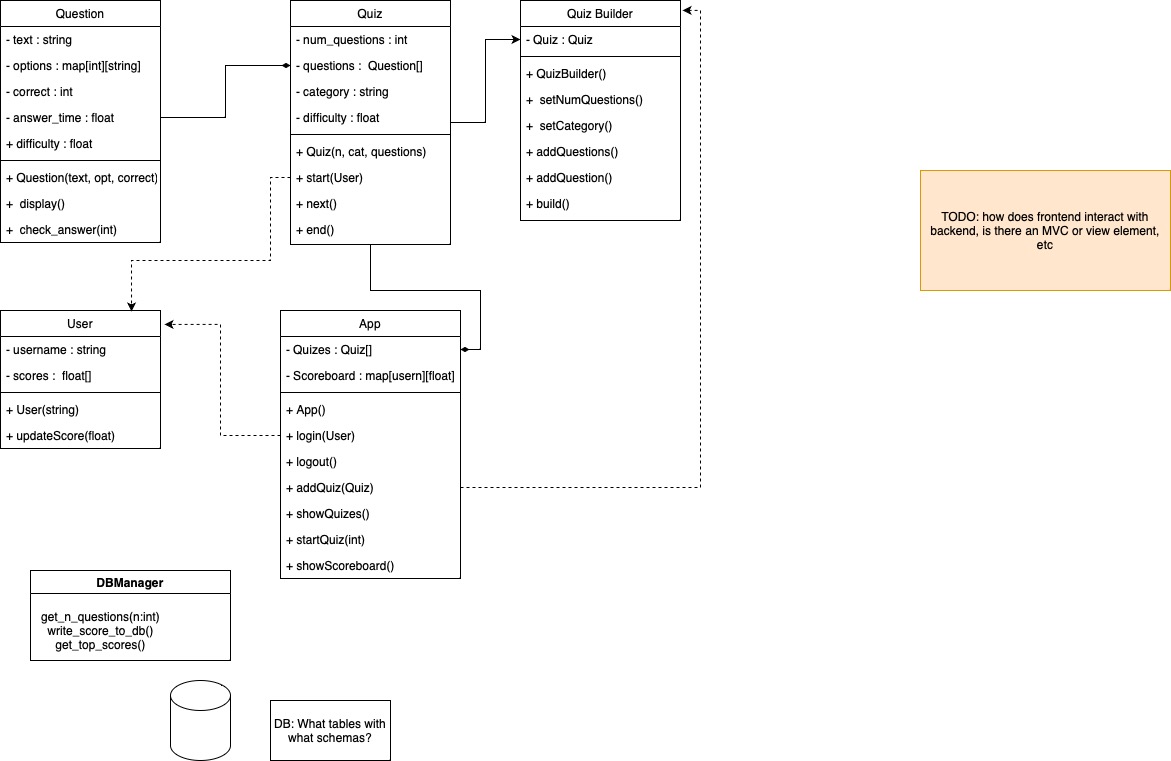 Question
- text : string
- options : map[int][string]
- correct : int
- answer_time : float
+ difficulty : float
+ Question(text, opt, correct)
+  display()
+  check_answer(int)
Quiz
- num_questions : int
- questions :  Question[]
- category : string
- difficulty : float
+ Quiz(n, cat, questions)
+ start(User)
+ next()
+ end()
Quiz Builder
- Quiz : Quiz
+ QuizBuilder()
+  setNumQuestions()
+  setCategory()
+ addQuestions()
+ addQuestion()
+ build()
TODO: how does frontend interact with
backend, is there an MVC or view element,
etc
User
- username : string
- scores :  float[]
+ User(string)
+ updateScore(float)
App
- Quizes : Quiz[]
- Scoreboard : map[usern][float]
+ App()
+ login(User)
+ logout()
+ addQuiz(Quiz)
+ showQuizes()
+ startQuiz(int)
+ showScoreboard()
DBManager
get_n_questions(n:int)
write_score_to_db()
get_top_scores()
DB: What tables with
what schemas?